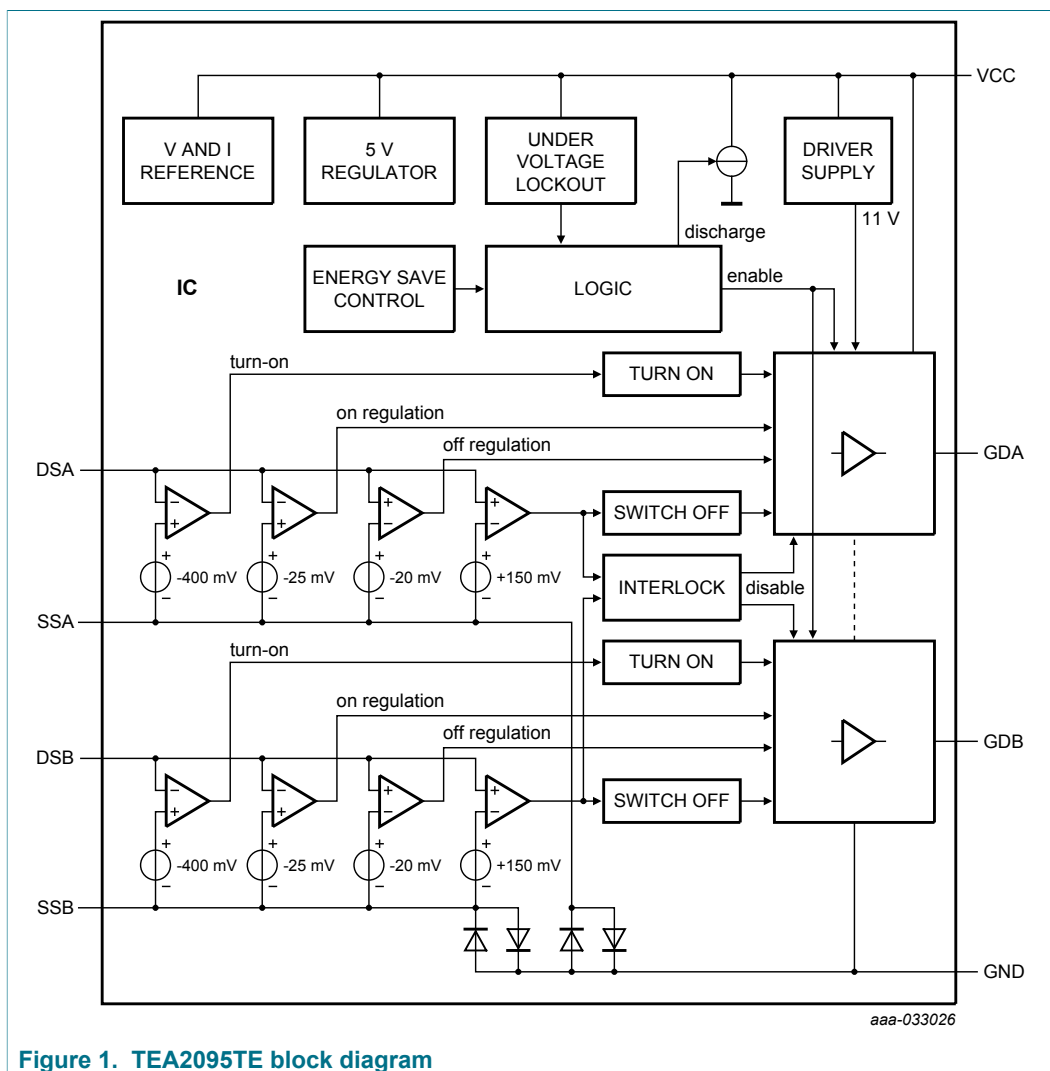 VCC
V AND I
REFERENCE
5 V
REGULATOR
UNDER
VOLTAGE
LOCKOUT
DRIVER
SUPPLY
11 V
discharge
IC
ENERGY SAVE
CONTROL
LOGIC
enable
turn-on
TURN ON
on regulation
off regulation
DSA
GDA
− − + +
+ + − −
SWITCH OFF
+ + + +
-400 mV -25 mV -20 mV +150 mV
− − − −
INTERLOCK
disable
SSA
turn-on
TURN ON
on regulation
off regulation
DSB
GDB
− − + +
+ + − −
SWITCH OFF
+ + + +
-400 mV -25 mV -20 mV +150 mV
− − − −
SSB
GND
aaa-033026
Figure 1. TEA2095TE block diagram